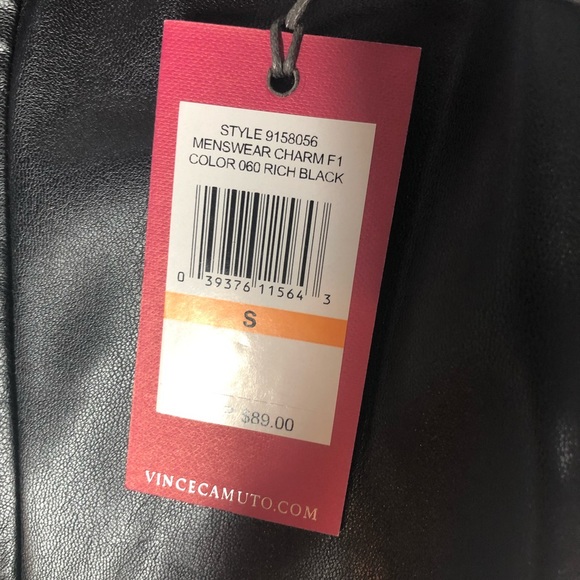 STYLE 9158056
MENSWEAR CHARM F1
COLOR 060 RICH BLACK
0 39376 11564 3
S
$89.00
VINCECAMUTO.COM